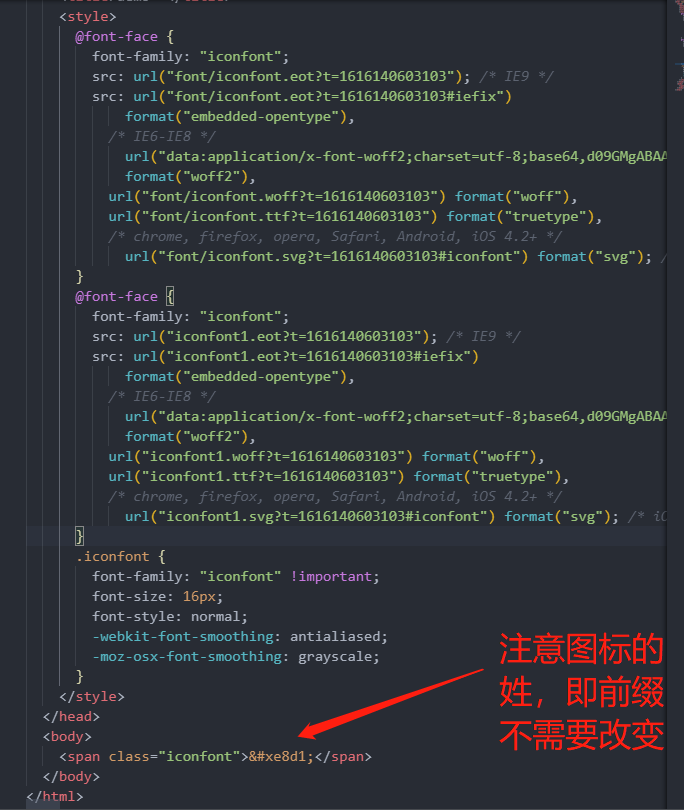 <style>
@font-face {
font-family: "iconfont";
src: url("font/iconfont.eot?t=1616140603103"); /* IE9 */
src: url("font/iconfont.eot?t=1616140603103#iefix")
format("embedded-opentype"),
/* IE6-IE8 */
url("data:application/x-font-woff2;charset=utf-8;base64,d09GMgABAA
format("woff2"),
url("font/iconfont.woff?t=1616140603103") format("woff"),
url("font/iconfont.ttf?t=1616140603103") format("truetype"),
/* chrome, firefox, opera, Safari, Android, iOS 4.2+ */
url("font/iconfont.svg?t=1616140603103#iconfont") format("svg"); /
}
@font-face {
font-family: "iconfont";
src: url("iconfont1.eot?t=1616140603103"); /* IE9 */
src: url("iconfont1.eot?t=1616140603103#iefix")
format("embedded-opentype"),
/* IE6-IE8 */
url("data:application/x-font-woff2;charset=utf-8;base64,d09GMgABAA
format("woff2"),
url("iconfont1.woff?t=1616140603103") format("woff"),
url("iconfont1.ttf?t=1616140603103") format("truetype"),
/* chrome, firefox, opera, Safari, Android, iOS 4.2+ */
url("iconfont1.svg?t=1616140603103#iconfont") format("svg"); /* iO
}
.iconfont {
font-family: "iconfont" !important;
font-size: 16px;
font-style: normal;
-webkit-font-smoothing: antialiased;
-moz-osx-font-smoothing: grayscale;
}
</style>
</head>
<body>
<span class="iconfont">&#xe8d1;</span>
</body>
</html>
注意图标的
姓，即前缀
不需要改变